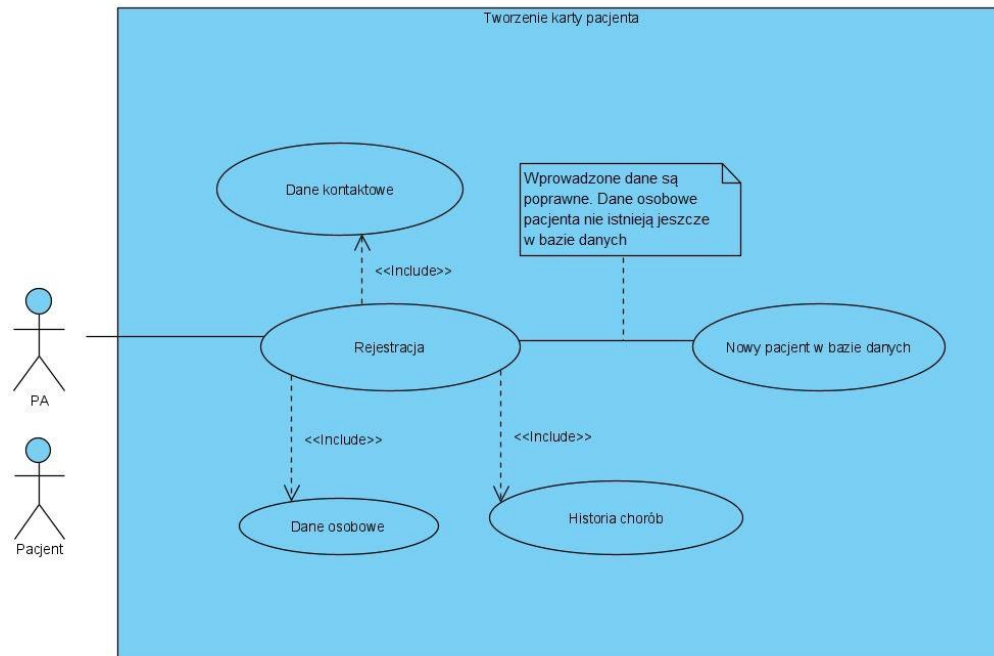 Tworzenie karty pacjenta
Dane kontaktowe
Wprowadzone dane są
poprawne. Dane osobowe
pacjenta nie istnieją jeszcze
w bazie danych
<<Include>>
Rejestracja
Nowy pacjent w bazie danych
PA
<<Include>>
<<Include>>
Dane osobowe
Historia chorób
Pacjent